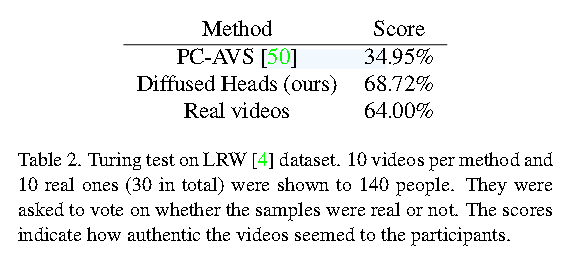 Method Score
PC-AVS [50] 34.95%
Diffused Heads (ours) 68.72%
Real videos 64.00%
Table 2. Turing test on LRW [4] dataset. 10 videos per method and
10 real ones (30 in total) were shown to 140 people. They were
asked to vote on whether the samples were real or not. The scores
indicate how authentic the videos seemed to the participants.